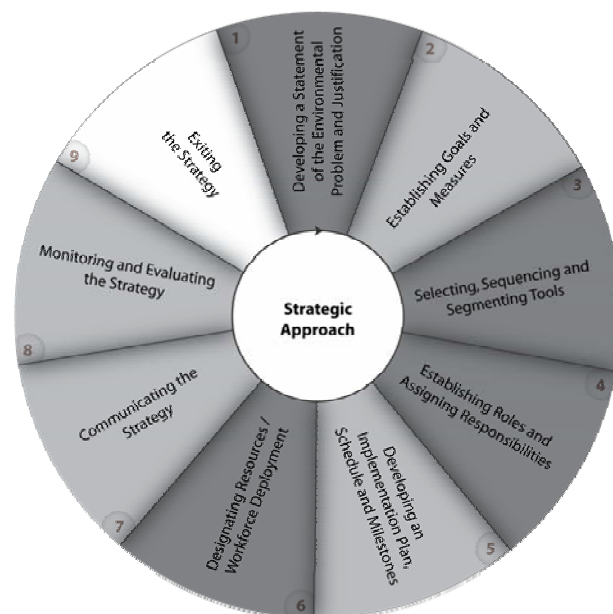 Strategic
Approach
1
Developing a Statement
of the Environmental
Problem and Justification
2
Establishing Goals and
Measures
3
Selecting, Sequencing and
Segmenting Tools
4
Establishing Roles and
Assigning Responsibilities
5
Developing an
Implementation Plan,
Schedule and Milestones
6
Designating Resources /
Workforce Deployment
7
Communicating the
Strategy
8
Monitoring and Evaluating
the Strategy
9
Exiting
the Strategy